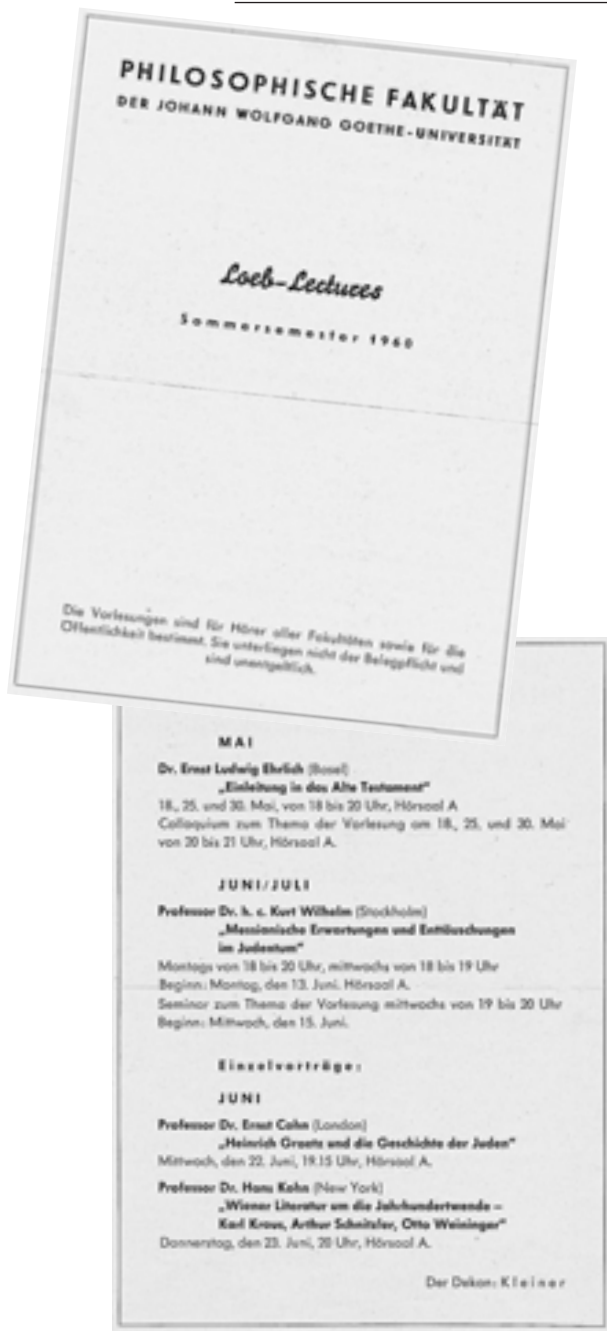 PHILOSOPHISCHE FAKULTÄT
DER JOHANN WOLFGANG GOETHE-UNIVERSITÄT
Loeb-Lectures
Sommersemester 1960
Die Vorlesungen sind für Hörer aller Fakultäten sowie für die
Öffentlichkeit bestimmt. Sie unterliegen nicht der Belegpflicht und
sind unentgeltlich.
MAI
Dr. Ernst Ludwig Ehrlich (Basel)
„Einleitung in das Alte Testament“
18., 25. und 30. Mai, von 18 bis 20 Uhr, Hörsaal A
Colloquium zum Thema der Vorlesung am 18., 25. und 30. Mai
von 20 bis 21 Uhr, Hörsaal A.
JUNI/JULI
Professor Dr. h. c. Kurt Wilhelm (Stockholm)
„Messianische Erwartungen und Enttäuschungen
im Judentum“
Montags von 18 bis 20 Uhr, mittwochs von 18 bis 19 Uhr
Beginn: Montag, den 13. Juni. Hörsaal A.
Seminar zum Thema der Vorlesung mittwochs von 19 bis 20 Uhr
Beginn: Mittwoch, den 15. Juni.
Einzelvorträge:
JUNI
Professor Dr. Ernst Cohn (London)
„Heinrich Graetz und die Geschichte der Juden“
Mittwoch, den 22. Juni, 19.15 Uhr, Hörsaal A.
Professor Dr. Hans Kohn (New York)
„Wiener Literatur um die Jahrhundertwende –
Karl Kraus, Arthur Schnitzler, Otto Weininger“
Donnerstag, den 23. Juni, 20 Uhr, Hörsaal A.
Der Dekan: Kleiner